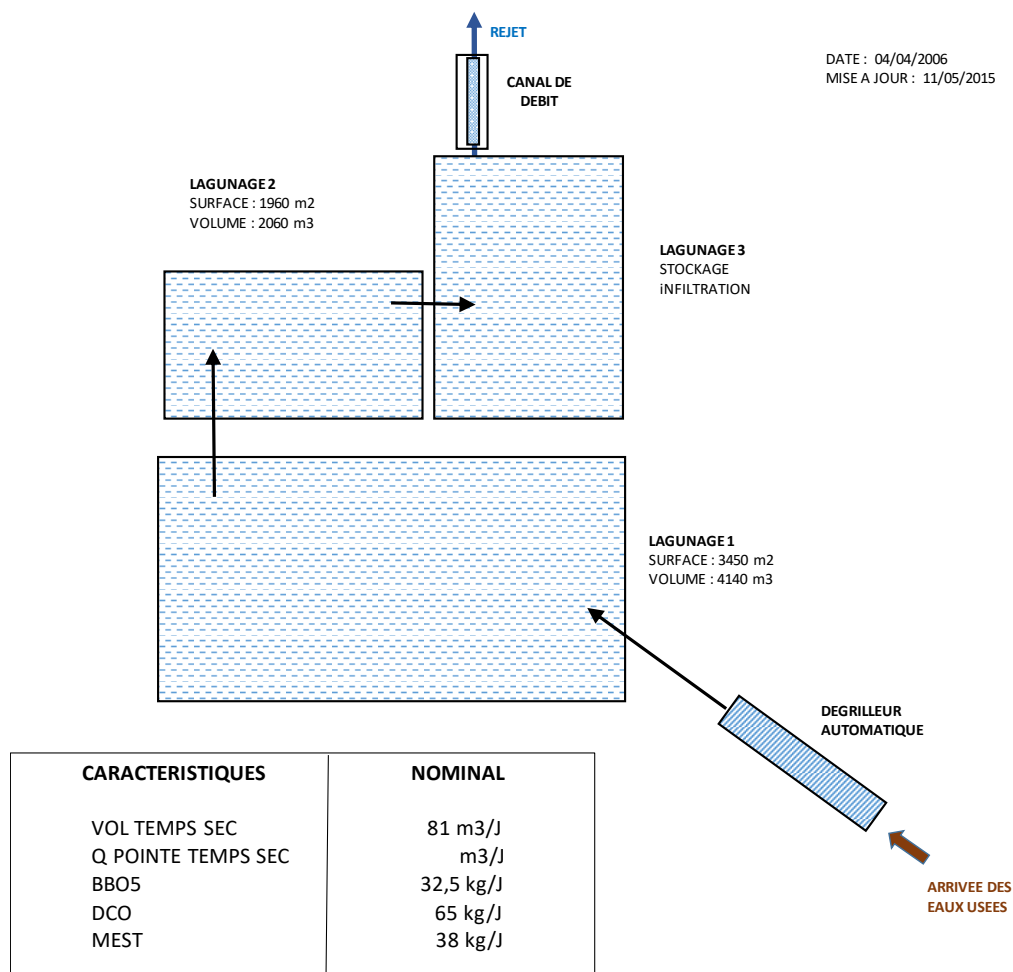 REJET
DATE : 04/04/2006
MISE A JOUR : 11/05/2015
CANAL DE
DEBIT
LAGUNAGE 2
SURFACE : 1960 m2
VOLUME : 2060 m3
LAGUNAGE 3
STOCKAGE
iNFILTRATION
LAGUNAGE 1
SURFACE : 3450 m2
VOLUME : 4140 m3
DEGRILLEUR
AUTOMATIQUE
ARRIVEE DES
EAUX USEES
CARACTERISTIQUES NOMINAL
VOL TEMPS SEC 81 m3/J
Q POINTE TEMPS SEC m3/J
BBO5 32,5 kg/J
DCO 65 kg/J
MEST 38 kg/J